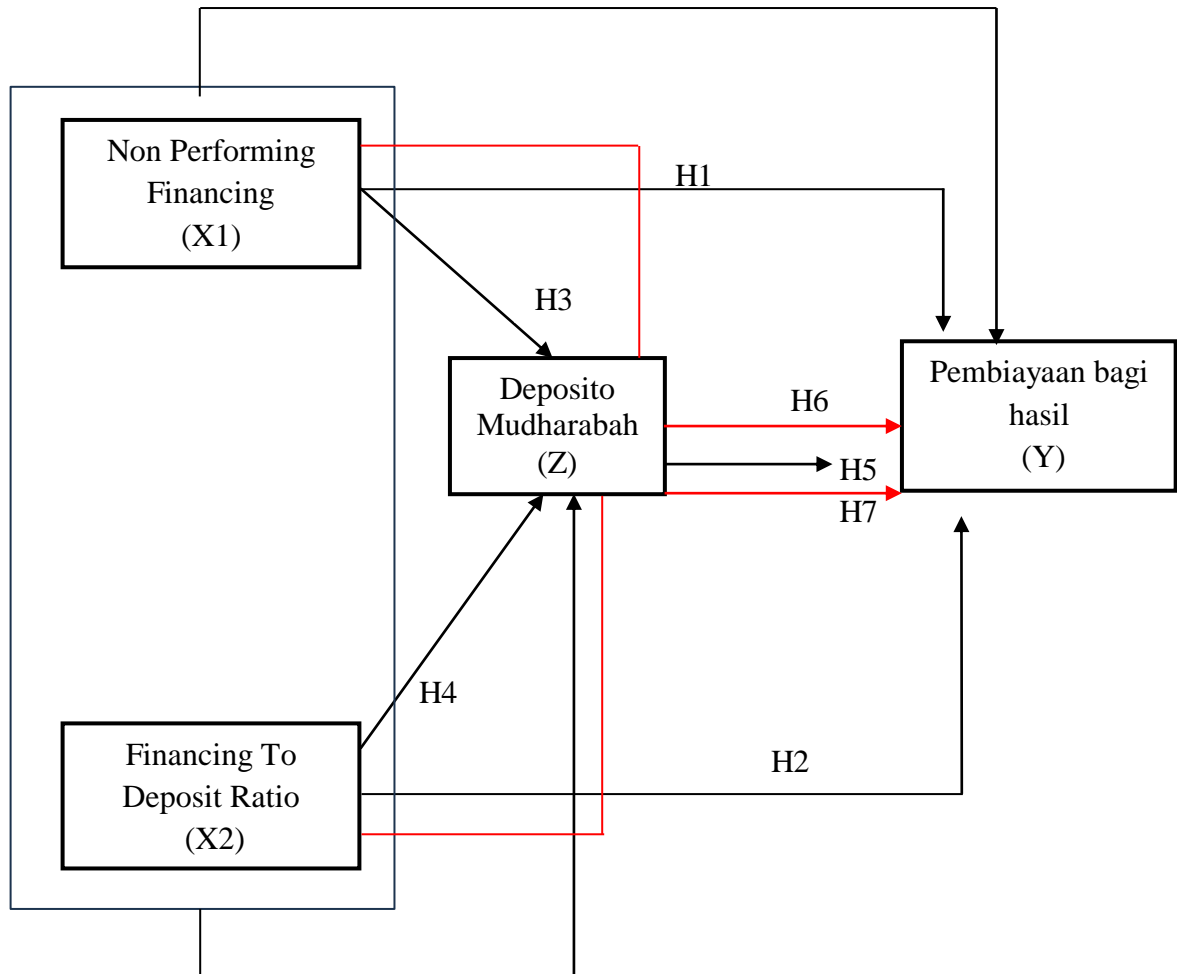 Non Performing
Financing
(X1)
H1
H3
Deposito
Mudharabah
(Z)
H6
H5
H7
Pembiayaan bagi
hasil
(Y)
H4
H2
Financing To
Deposit Ratio
(X2)